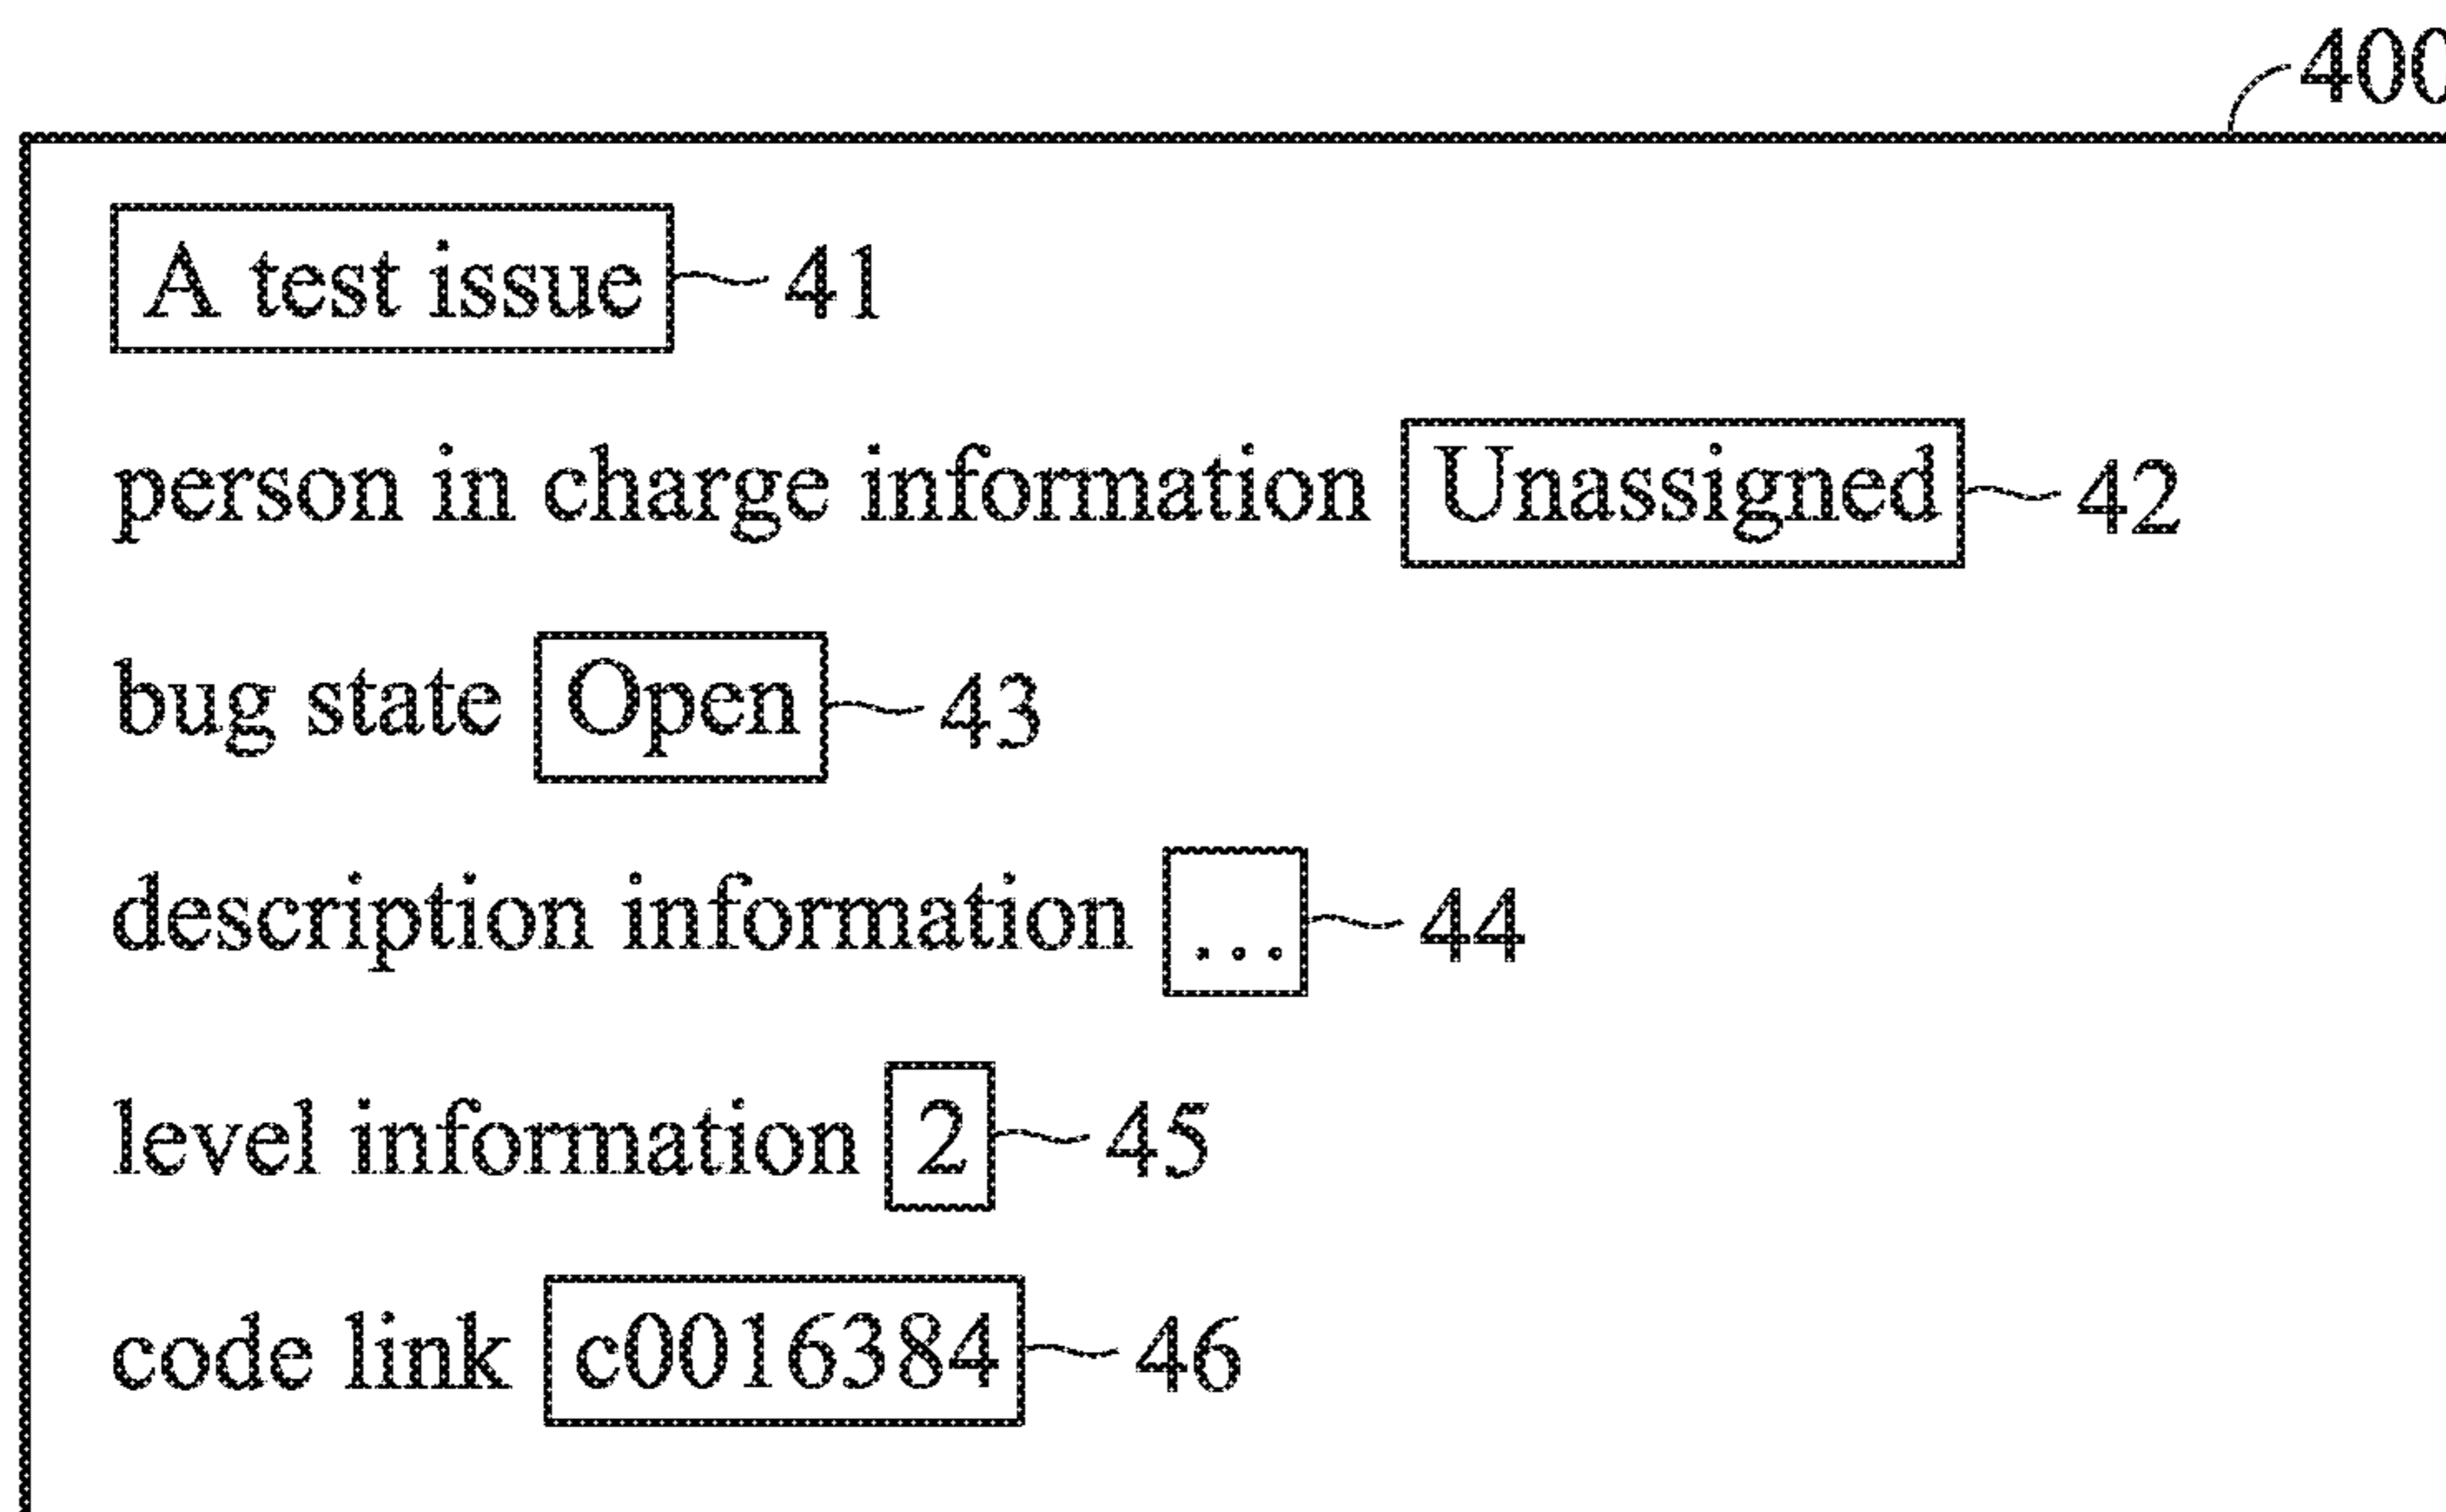 400
A test issue 41
person in charge information Unassigned 42
bug state Open 43
description information ... 44
level information 2 45
code link c0016384 46